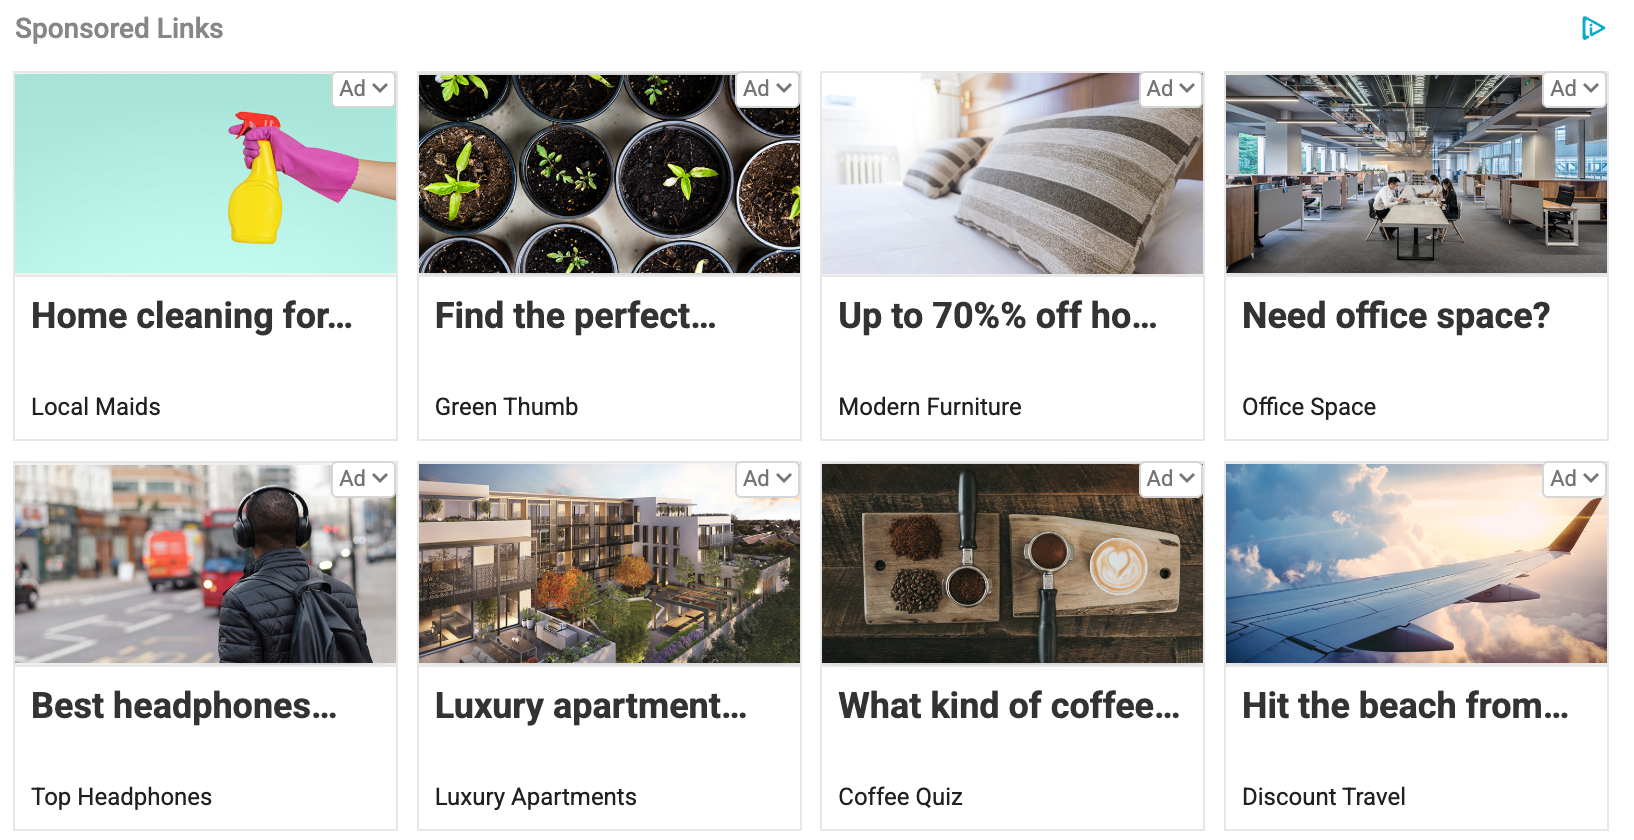 Sponsored Links
Ad
Ad
Ad
Ad
Home cleaning for...
Find the perfect...
Up to 70%% off ho...
Need office space?
Local Maids
Green Thumb
Modern Furniture
Office Space
Ad
Ad
Ad
Ad
Best headphones...
Luxury apartment...
What kind of coffee...
Hit the beach from...
Top Headphones
Luxury Apartments
Coffee Quiz
Discount Travel